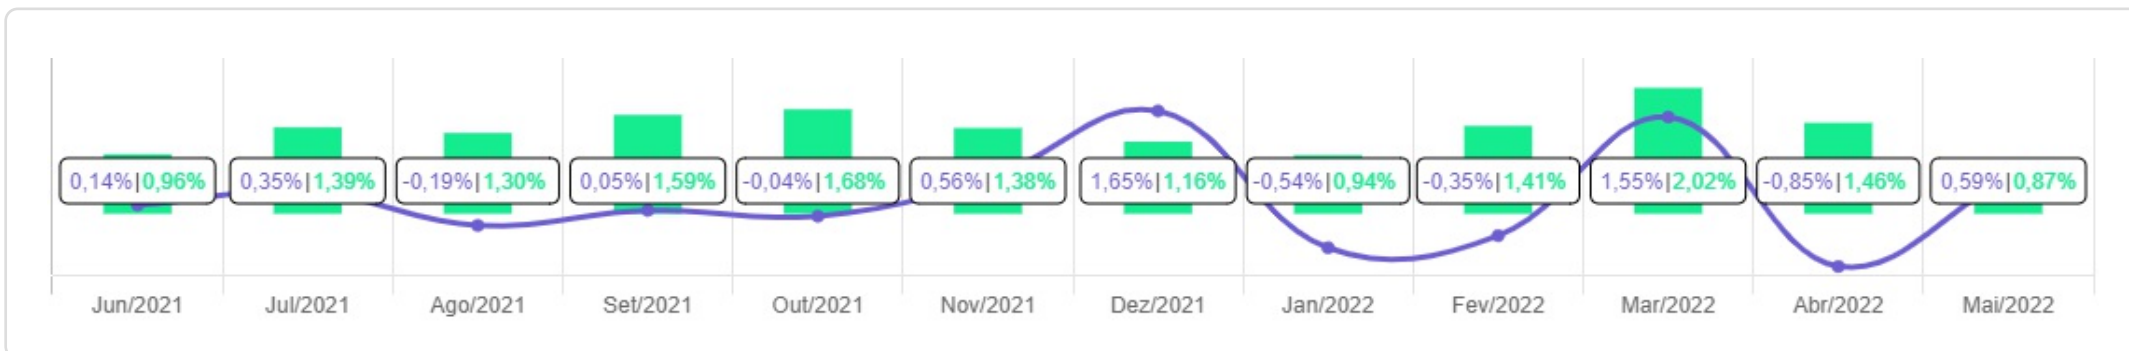 0,14%|0,96% 0,35%|1,39% -0,19%|1,30% 0,05%|1,59% -0,04%|1,68% 0,56%|1,38% 1,65%|1,16% -0,54%|0,94% -0,35%|1,41% 1,55%|2,02% -0,85%|1,46% 0,59%|0,87%
Jun/2021 Jul/2021 Ago/2021 Set/2021 Out/2021 Nov/2021 Dez/2021 Jan/2022 Fev/2022 Mar/2022 Abr/2022 Mai/2022